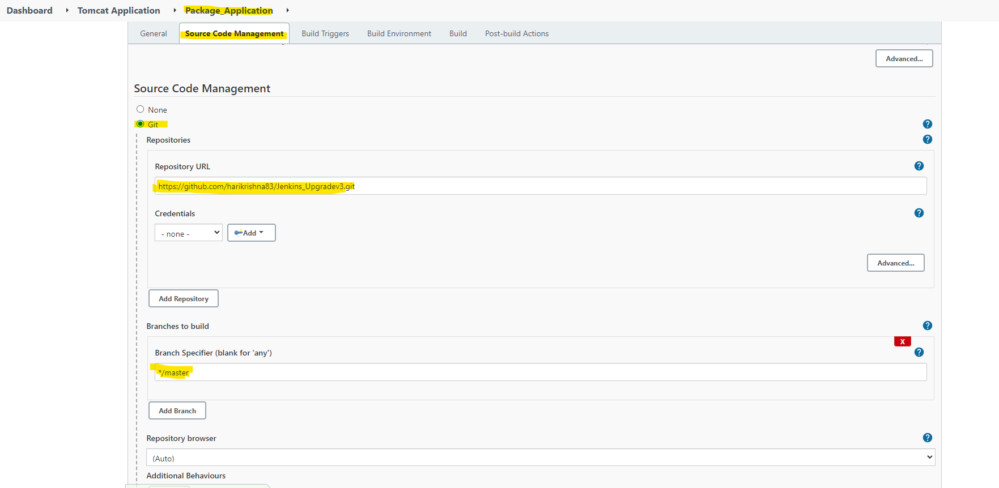 Dashboard Tomcat Application Package_Application
General Source Code Management Build Triggers Build Environment Build Post-build Actions
Advanced...
Source Code Management
None
Git
?
Repositories
?
Repository URL
?
https://github.com/harikrishna83/Jenkins_Upgradev3.git
Credentials
?
- none - Add
Advanced...
Add Repository
Branches to build
?
X
Branch Specifier (blank for 'any')
?
*/master
Add Branch
Repository browser
?
(Auto)
Additional Behaviours